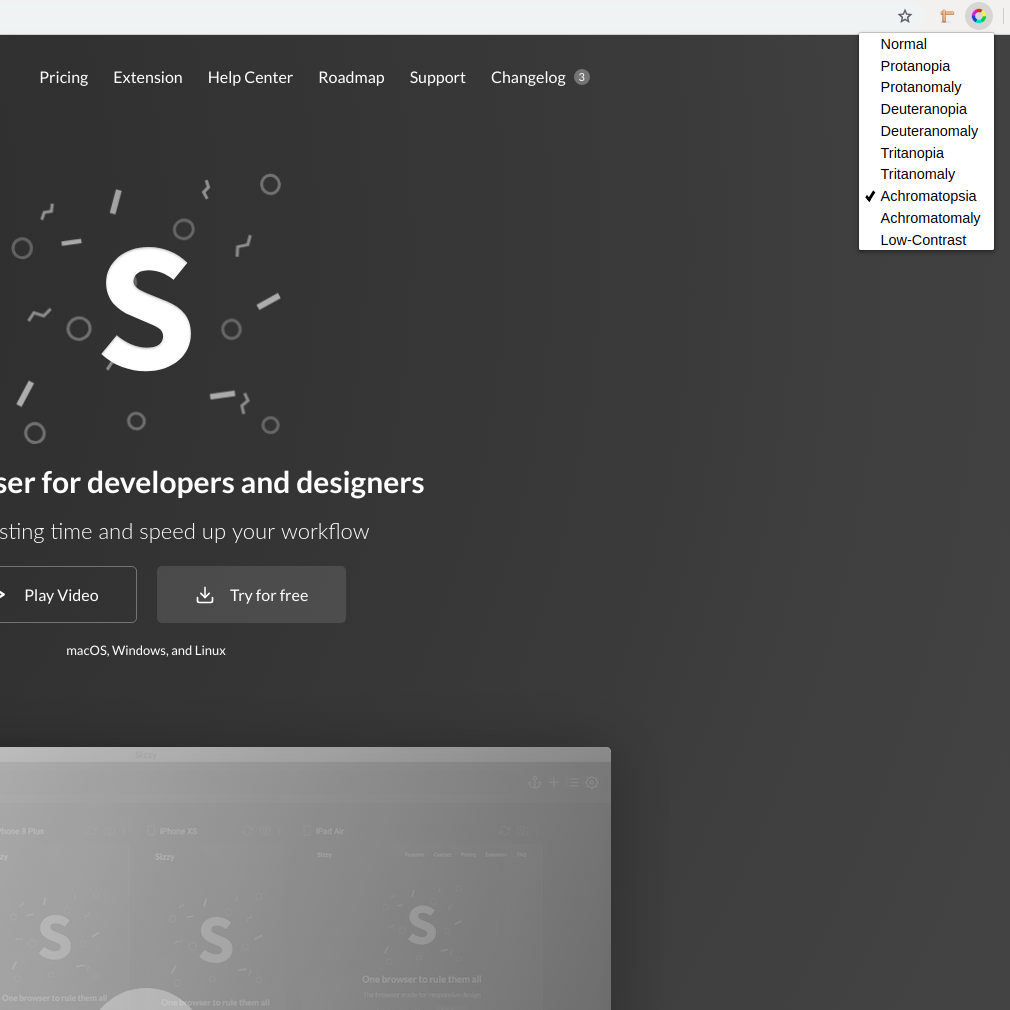 Normal
Protanopia
Protanomaly
Deuteranopia
Deuteranomaly
Tritanopia
Tritanomaly
✔ Achromatopsia
Achromatomaly
Low-Contrast
Pricing Extension Help Center Roadmap Support Changelog 3
S
ser for developers and designers
sting time and speed up your workflow
Play Video Try for free
macOS, Windows, and Linux
Sizzy
Phone 8 Plus iPhone XS iPad Air
zy Sizzy Sizzy
S S S
One browser to rule them all
One browser to rule them all One browser to rule them all